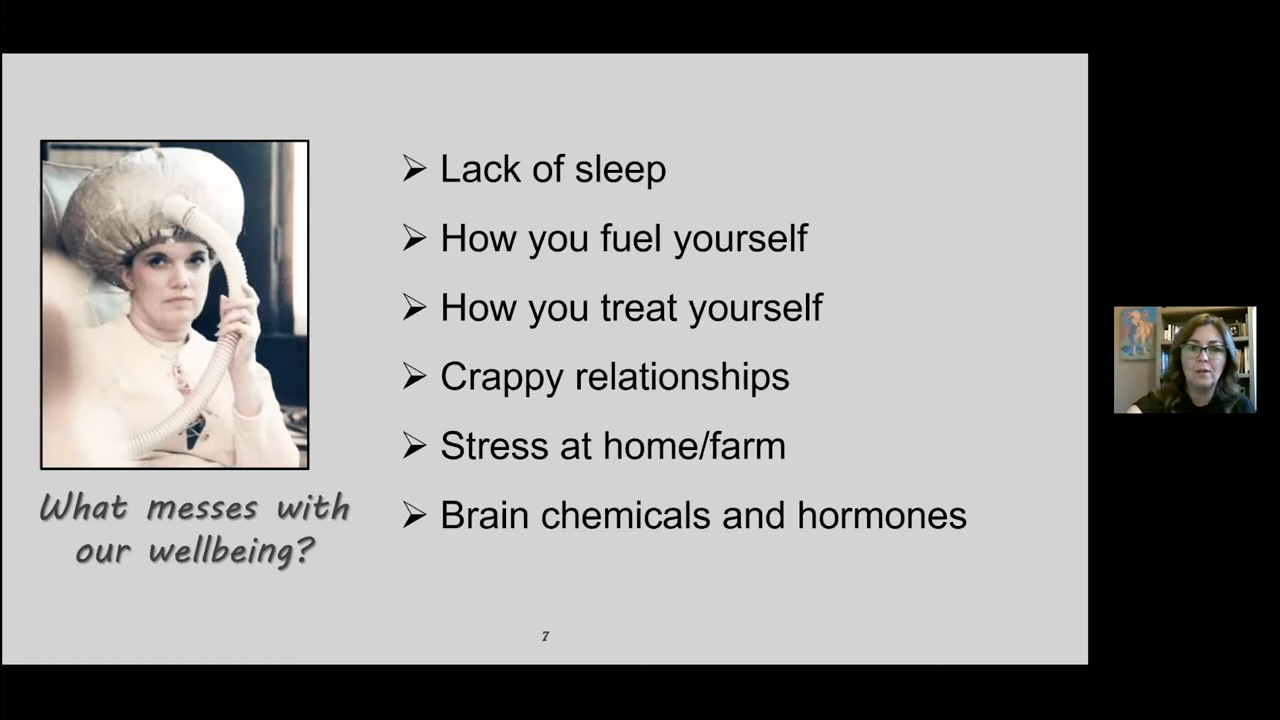 Lack of sleep
How you fuel yourself
How you treat yourself
Crappy relationships
Stress at home/farm
Brain chemicals and hormones
What messes with
our wellbeing?
7